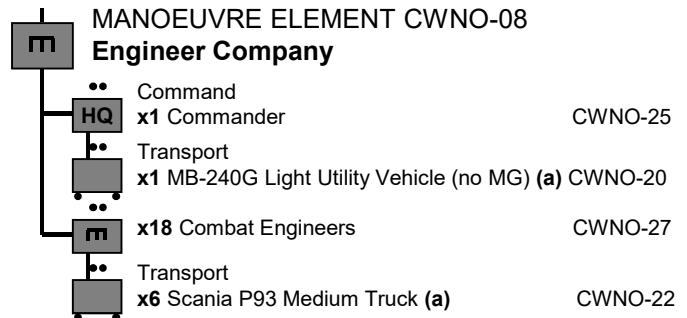 MANOEUVRE ELEMENT CWNO-08
Engineer Company
Command
HQ x1 Commander CWNO-25
Transport
x1 MB-240G Light Utility Vehicle (no MG) (a) CWNO-20
x18 Combat Engineers CWNO-27
Transport
x6 Scania P93 Medium Truck (a) CWNO-22